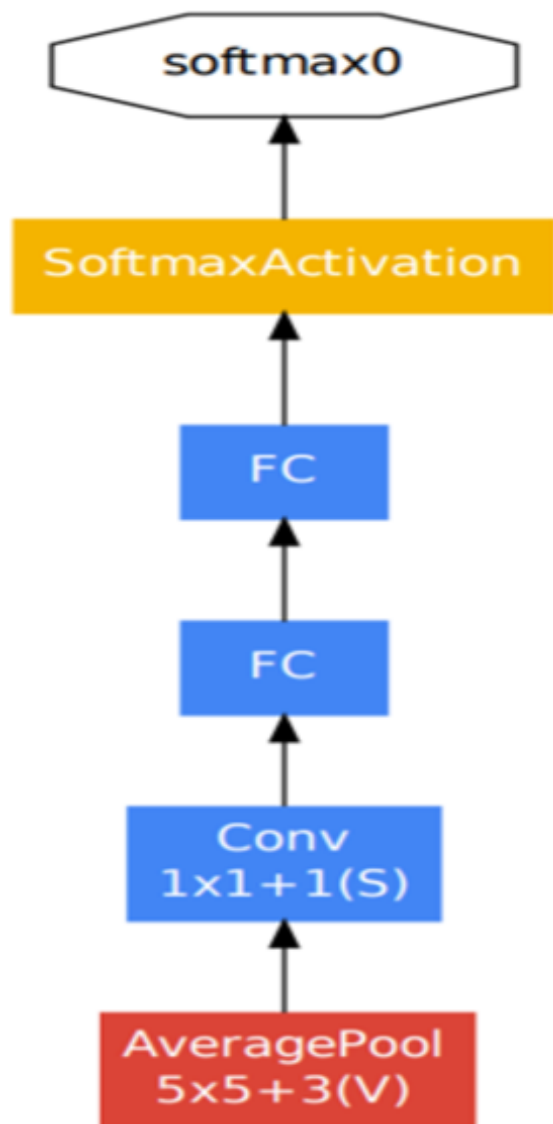 softmax0
SoftmaxActivation
FC
FC
Conv
1x1+1(S)
AveragePool
5x5+3(V)